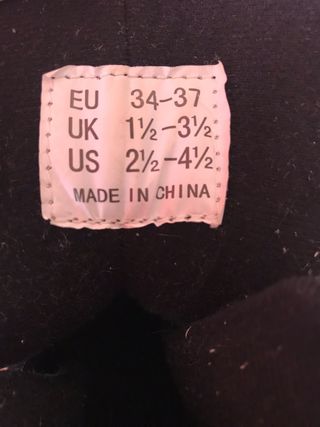 EU 34-37
UK 1½-3½
US 2½-4½
MADE IN CHINA